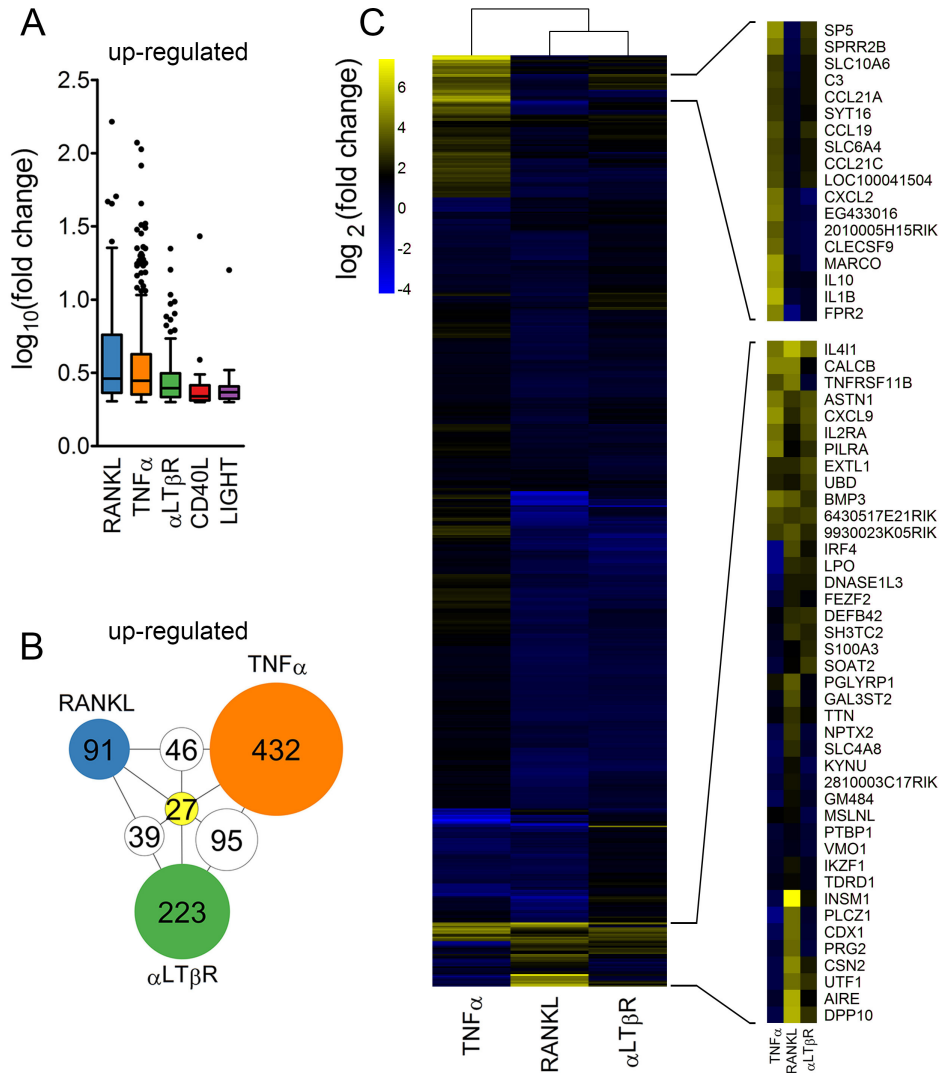 A
up-regulated
log10(fold change)
2.5
2.0
1.5
1.0
0.5
0.0
RANKL
TNFα
αLTβR
CD40L
LIGHT
B
up-regulated
TNFα
RANKL
91
46
432
27
39
95
223
αLTβR
C
log 2 (fold change)
6
4
2
0
-2
-4
TNFα
RANKL
αLTβR
SP5
SPRR2B
SLC10A6
C3
CCL21A
SYT16
CCL19
SLC6A4
CCL21C
LOC100041504
CXCL2
EG433016
2010005H15RIK
CLECSF9
MARCO
IL10
IL1B
FPR2
IL4I1
CALCB
TNFRSF11B
ASTN1
CXCL9
IL2RA
PILRA
EXTL1
UBD
BMP3
6430517E21RIK
9930023K05RIK
IRF4
LPO
DNASE1L3
FEZF2
DEFB42
SH3TC2
S100A3
SOAT2
PGLYRP1
GAL3ST2
TTN
NPTX2
SLC4A8
KYNU
2810003C17RIK
GM484
MSLNL
PTBP1
VMO1
IKZF1
TDRD1
INSM1
PLCZ1
CDX1
PRG2
CSN2
UTF1
AIRE
DPP10
TNFα
RANKL
αLTβR